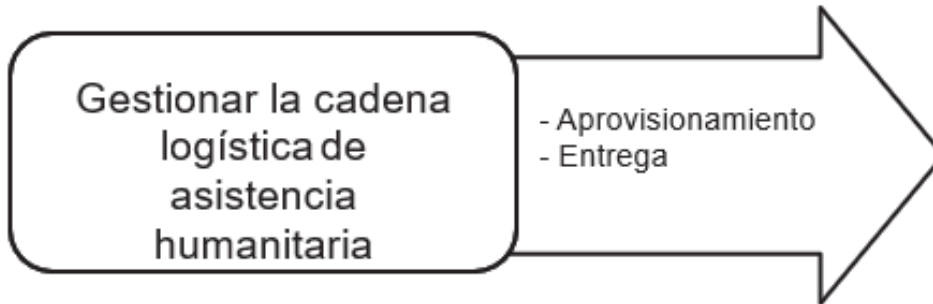 Gestionar la cadena
logística de
asistencia
humanitaria
- Aprovisionamiento
- Entrega